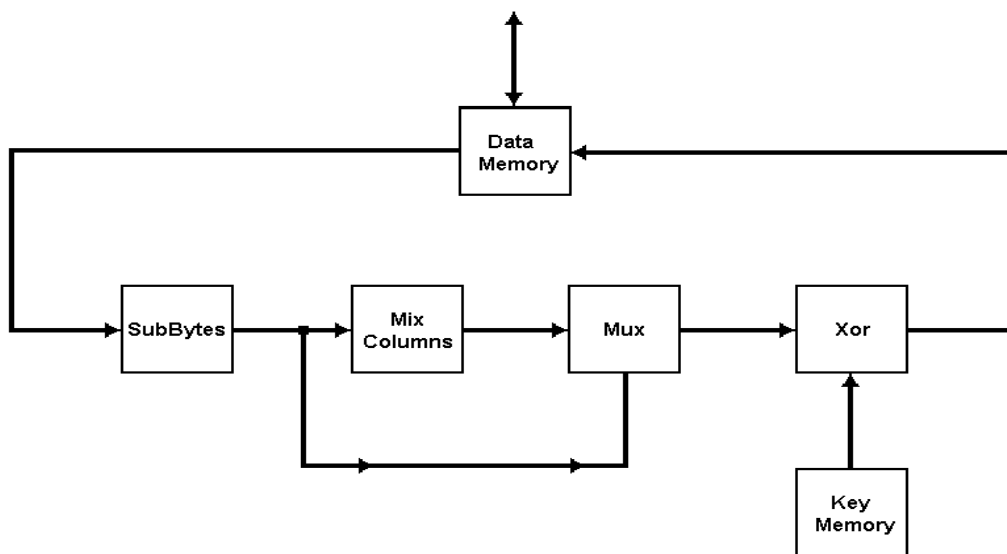 Data
Memory
SubBytes
Mix
Columns
Mux
Xor
Key
Memory